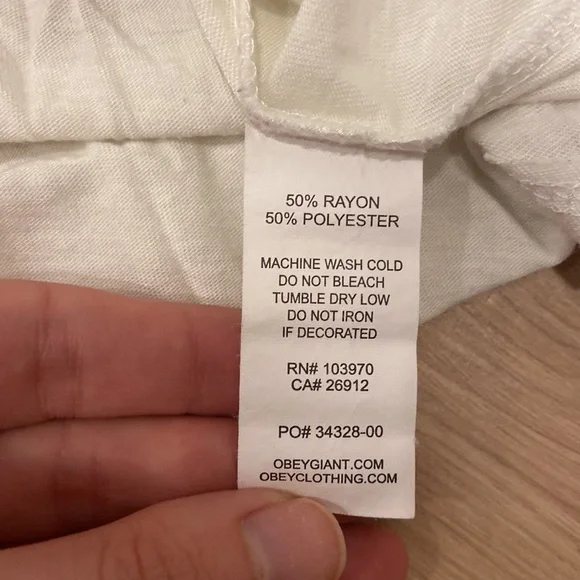 50% RAYON
50% POLYESTER
MACHINE WASH COLD
DO NOT BLEACH
TUMBLE DRY LOW
DO NOT IRON
IF DECORATED
RN# 103970
CA# 26912
PO# 34328-00
OBEYGIANT.COM
OBEYCLOTHING.COM